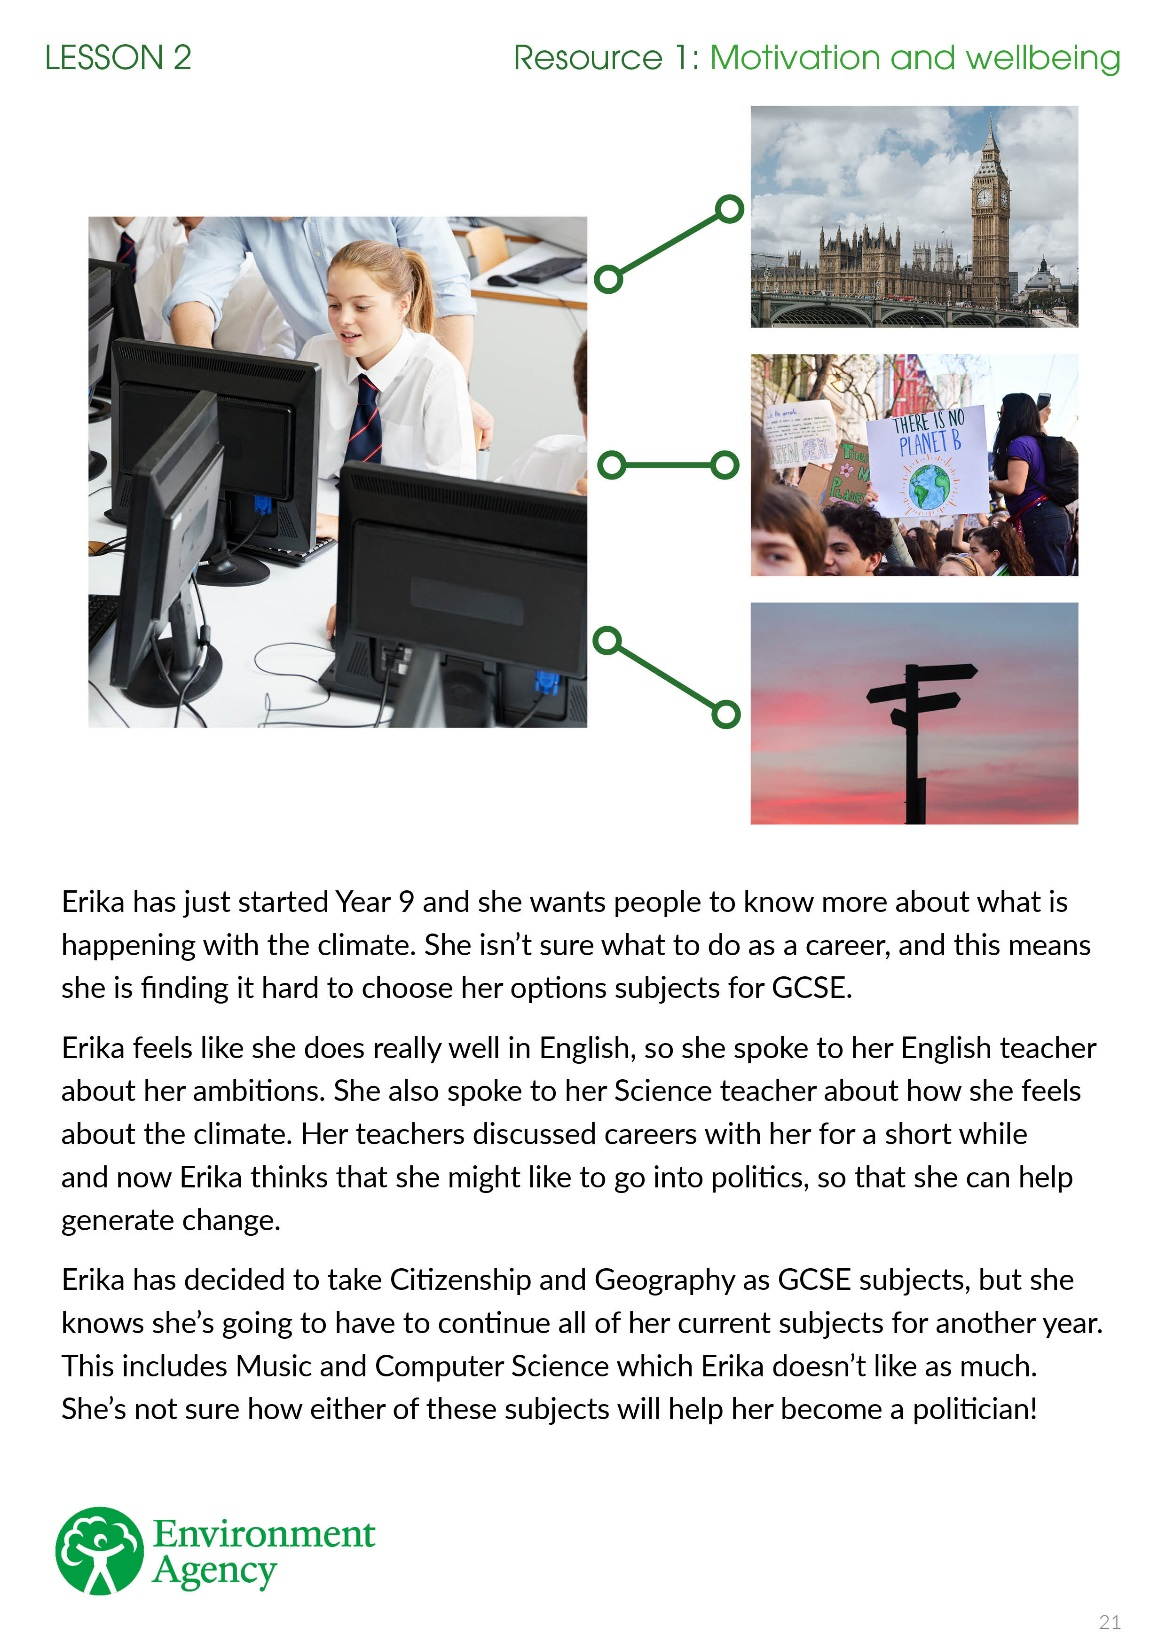 LESSON 2
Resource 1: Motivation and wellbeing
THERE IS NO
PLANET B
Erika has just started Year 9 and she wants people to know more about what is
happening with the climate. She isn’t sure what to do as a career, and this means
she is finding it hard to choose her options subjects for GCSE.
Erika feels like she does really well in English, so she spoke to her English teacher
about her ambitions. She also spoke to her Science teacher about how she feels
about the climate. Her teachers discussed careers with her for a short while
and now Erika thinks that she might like to go into politics, so that she can help
generate change.
Erika has decided to take Citizenship and Geography as GCSE subjects, but she
knows she’s going to have to continue all of her current subjects for another year.
This includes Music and Computer Science which Erika doesn’t like as much.
She’s not sure how either of these subjects will help her become a politician!
Environment
Agency
21